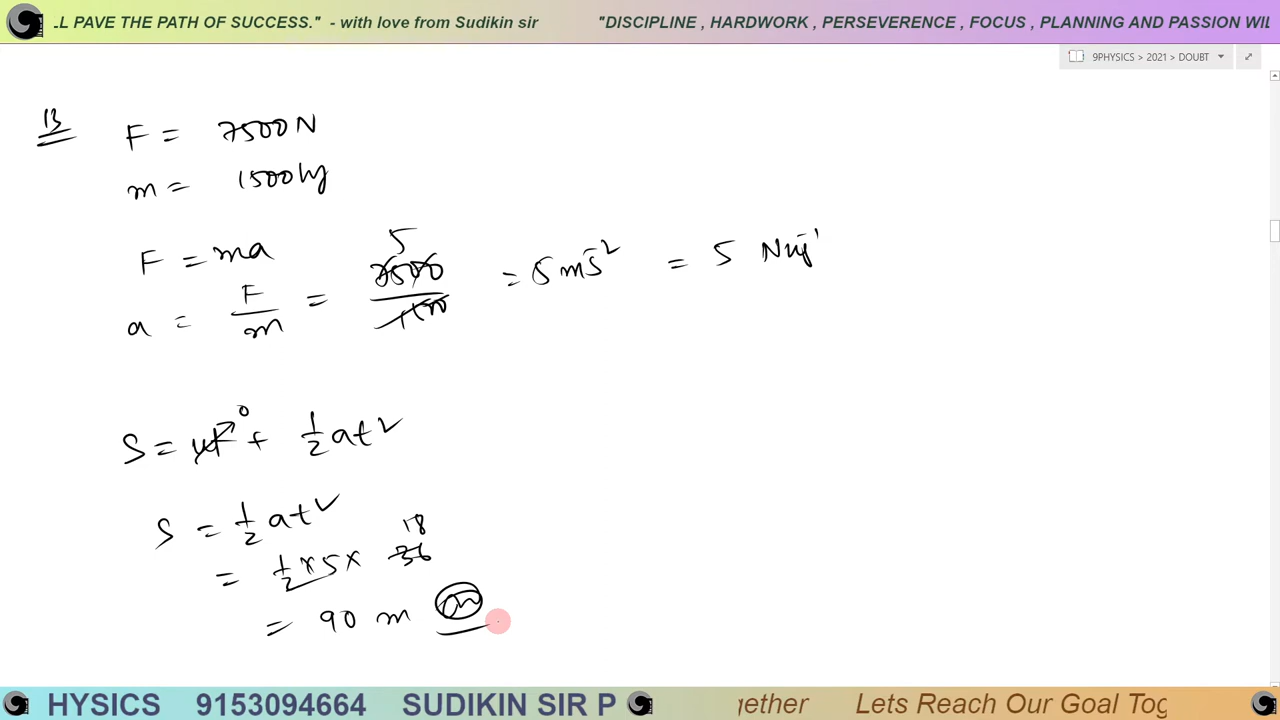 ..L PAVE THE PATH OF SUCCESS." - with love from Sudikin sir "DISCIPLINE , HARDWORK , PERSEVERENCE , FOCUS , PLANNING AND PASSION WIL
9PHYSICS > 2021 > DOUBT
13 F = 7500 N
m = 1500 kg
F = ma
a = F/m = 7500/1500 5 = 5 ms⁻² = 5 Nkg⁻¹
S = ut 0 + 1/2 at²
S = 1/2 at²
= 1/2 × 5 × 36 18
= 90 m
HYSICS 9153094664 SUDIKIN SIR P gether Lets Reach Our Goal Tog